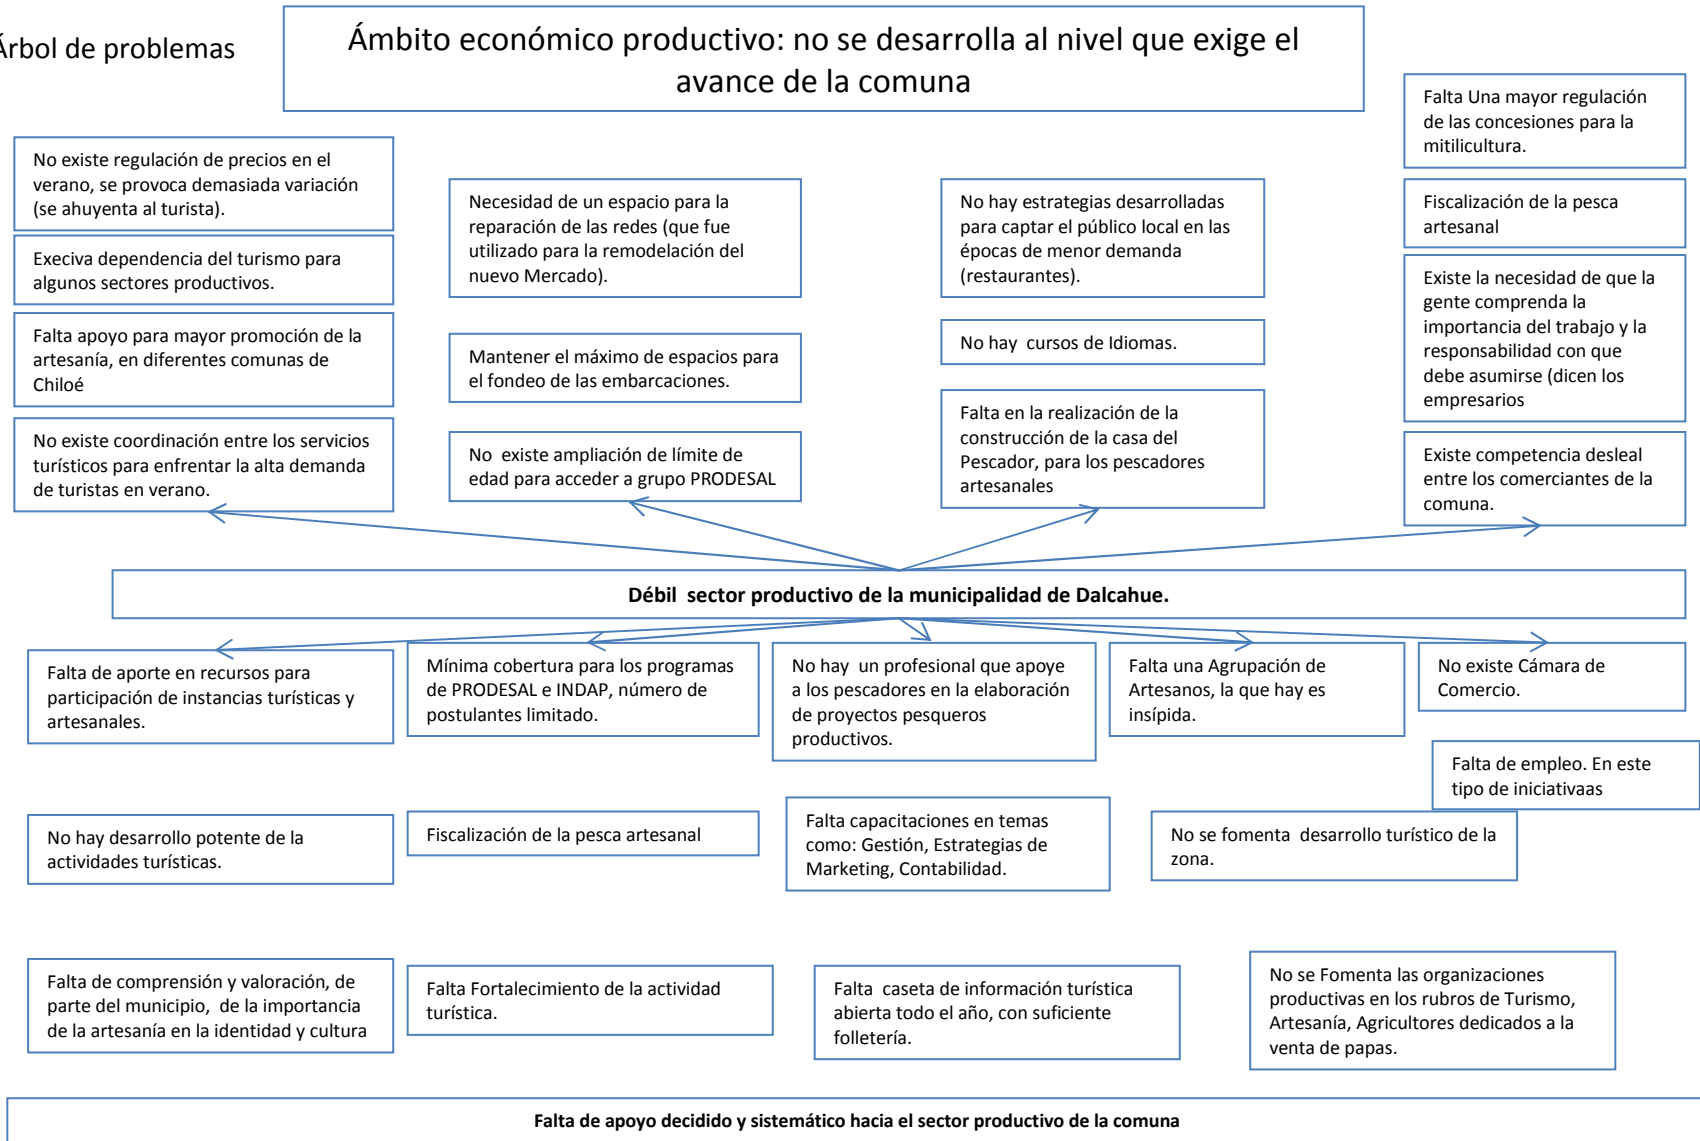 Árbol de problemas
Ámbito económico productivo: no se desarrolla al nivel que exige el
avance de la comuna
No existe regulación de precios en el
verano, se provoca demasiada variación
(se ahuyenta al turista).
Execiva dependencia del turismo para
algunos sectores productivos.
Falta apoyo para mayor promoción de la
artesanía, en diferentes comunas de
Chiloé
No existe coordinación entre los servicios
turísticos para enfrentar la alta demanda
de turistas en verano.
Necesidad de un espacio para la
reparación de las redes (que fue
utilizado para la remodelación del
nuevo Mercado).
Mantener el máximo de espacios para
el fondeo de las embarcaciones.
No existe ampliación de límite de
edad para acceder a grupo PRODESAL
No hay estrategias desarrolladas
para captar el público local en las
épocas de menor demanda
(restaurantes).
No hay cursos de Idiomas.
Falta en la realización de la
construcción de la casa del
Pescador, para los pescadores
artesanales
Falta Una mayor regulación
de las concesiones para la
mitilicultura.
Fiscalización de la pesca
artesanal
Existe la necesidad de que la
gente comprenda la
importancia del trabajo y la
responsabilidad con que
debe asumirse (dicen los
empresarios
Existe competencia desleal
entre los comerciantes de la
comuna.
Débil sector productivo de la municipalidad de Dalcahue.
Falta de aporte en recursos para
participación de instancias turísticas y
artesanales.
Mínima cobertura para los programas
de PRODESAL e INDAP, número de
postulantes limitado.
No hay un profesional que apoye
a los pescadores en la elaboración
de proyectos pesqueros
productivos.
Falta una Agrupación de
Artesanos, la que hay es
insípida.
No existe Cámara de
Comercio.
Falta de empleo. En este
tipo de iniciativaas
No hay desarrollo potente de la
actividades turísticas.
Fiscalización de la pesca artesanal
Falta capacitaciones en temas
como: Gestión, Estrategias de
Marketing, Contabilidad.
No se fomenta desarrollo turístico de la
zona.
Falta de comprensión y valoración, de
parte del municipio, de la importancia
de la artesanía en la identidad y cultura
Falta Fortalecimiento de la actividad
turística.
Falta caseta de información turística
abierta todo el año, con suficiente
folletería.
No se Fomenta las organizaciones
productivas en los rubros de Turismo,
Artesanía, Agricultores dedicados a la
venta de papas.
Falta de apoyo decidido y sistemático hacia el sector productivo de la comuna